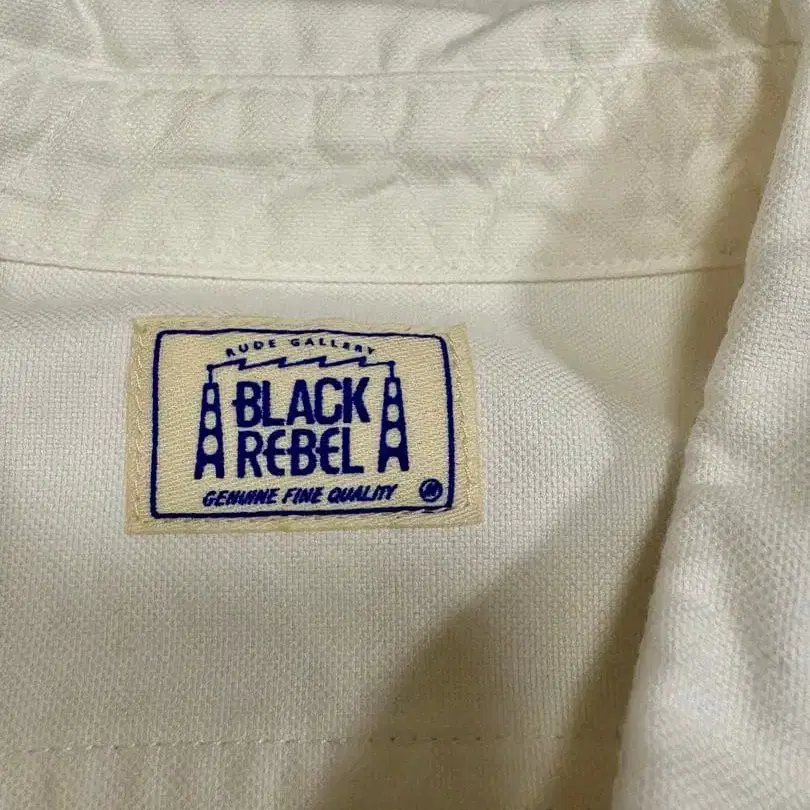 RUDE GALLERY
BLACK
REBEL
GENUINE FINE QUALITY
M